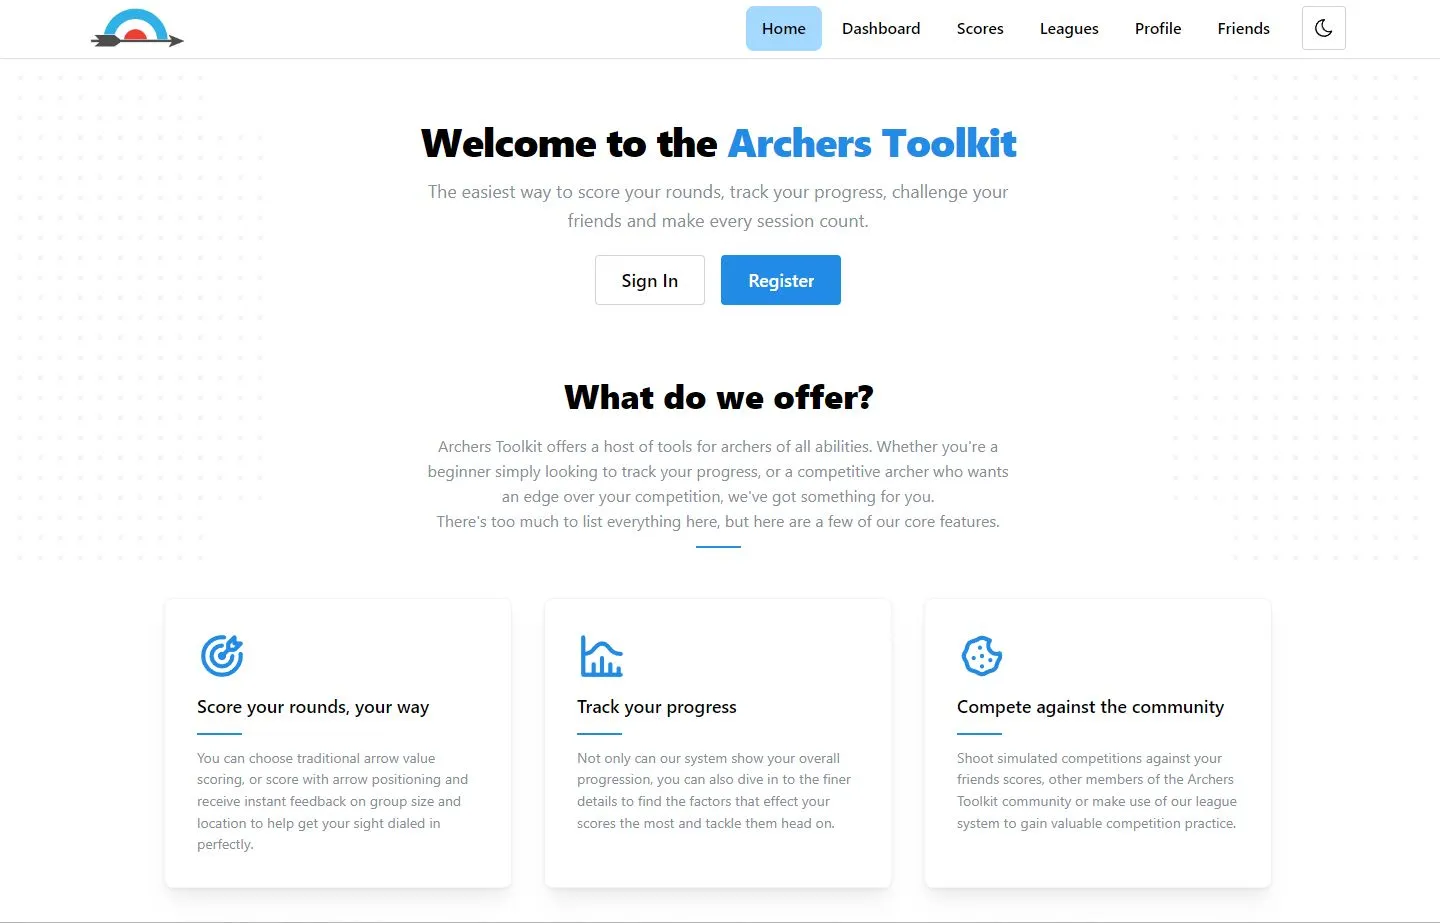 Home Dashboard Scores Leagues Profile Friends
Welcome to the Archers Toolkit
The easiest way to score your rounds, track your progress, challenge your
friends and make every session count.
Sign In Register
What do we offer?
Archers Toolkit offers a host of tools for archers of all abilities. Whether you're a
beginner simply looking to track your progress, or a competitive archer who wants
an edge over your competition, we've got something for you.
There's too much to list everything here, but here are a few of our core features.
Score your rounds, your way
You can choose traditional arrow value
scoring, or score with arrow positioning and
receive instant feedback on group size and
location to help get your sight dialed in
perfectly.
Track your progress
Not only can our system show your overall
progression, you can also dive in to the finer
details to find the factors that effect your
scores the most and tackle them head on.
Compete against the community
Shoot simulated competitions against your
friends scores, other members of the Archers
Toolkit community or make use of our league
system to gain valuable competition practice.